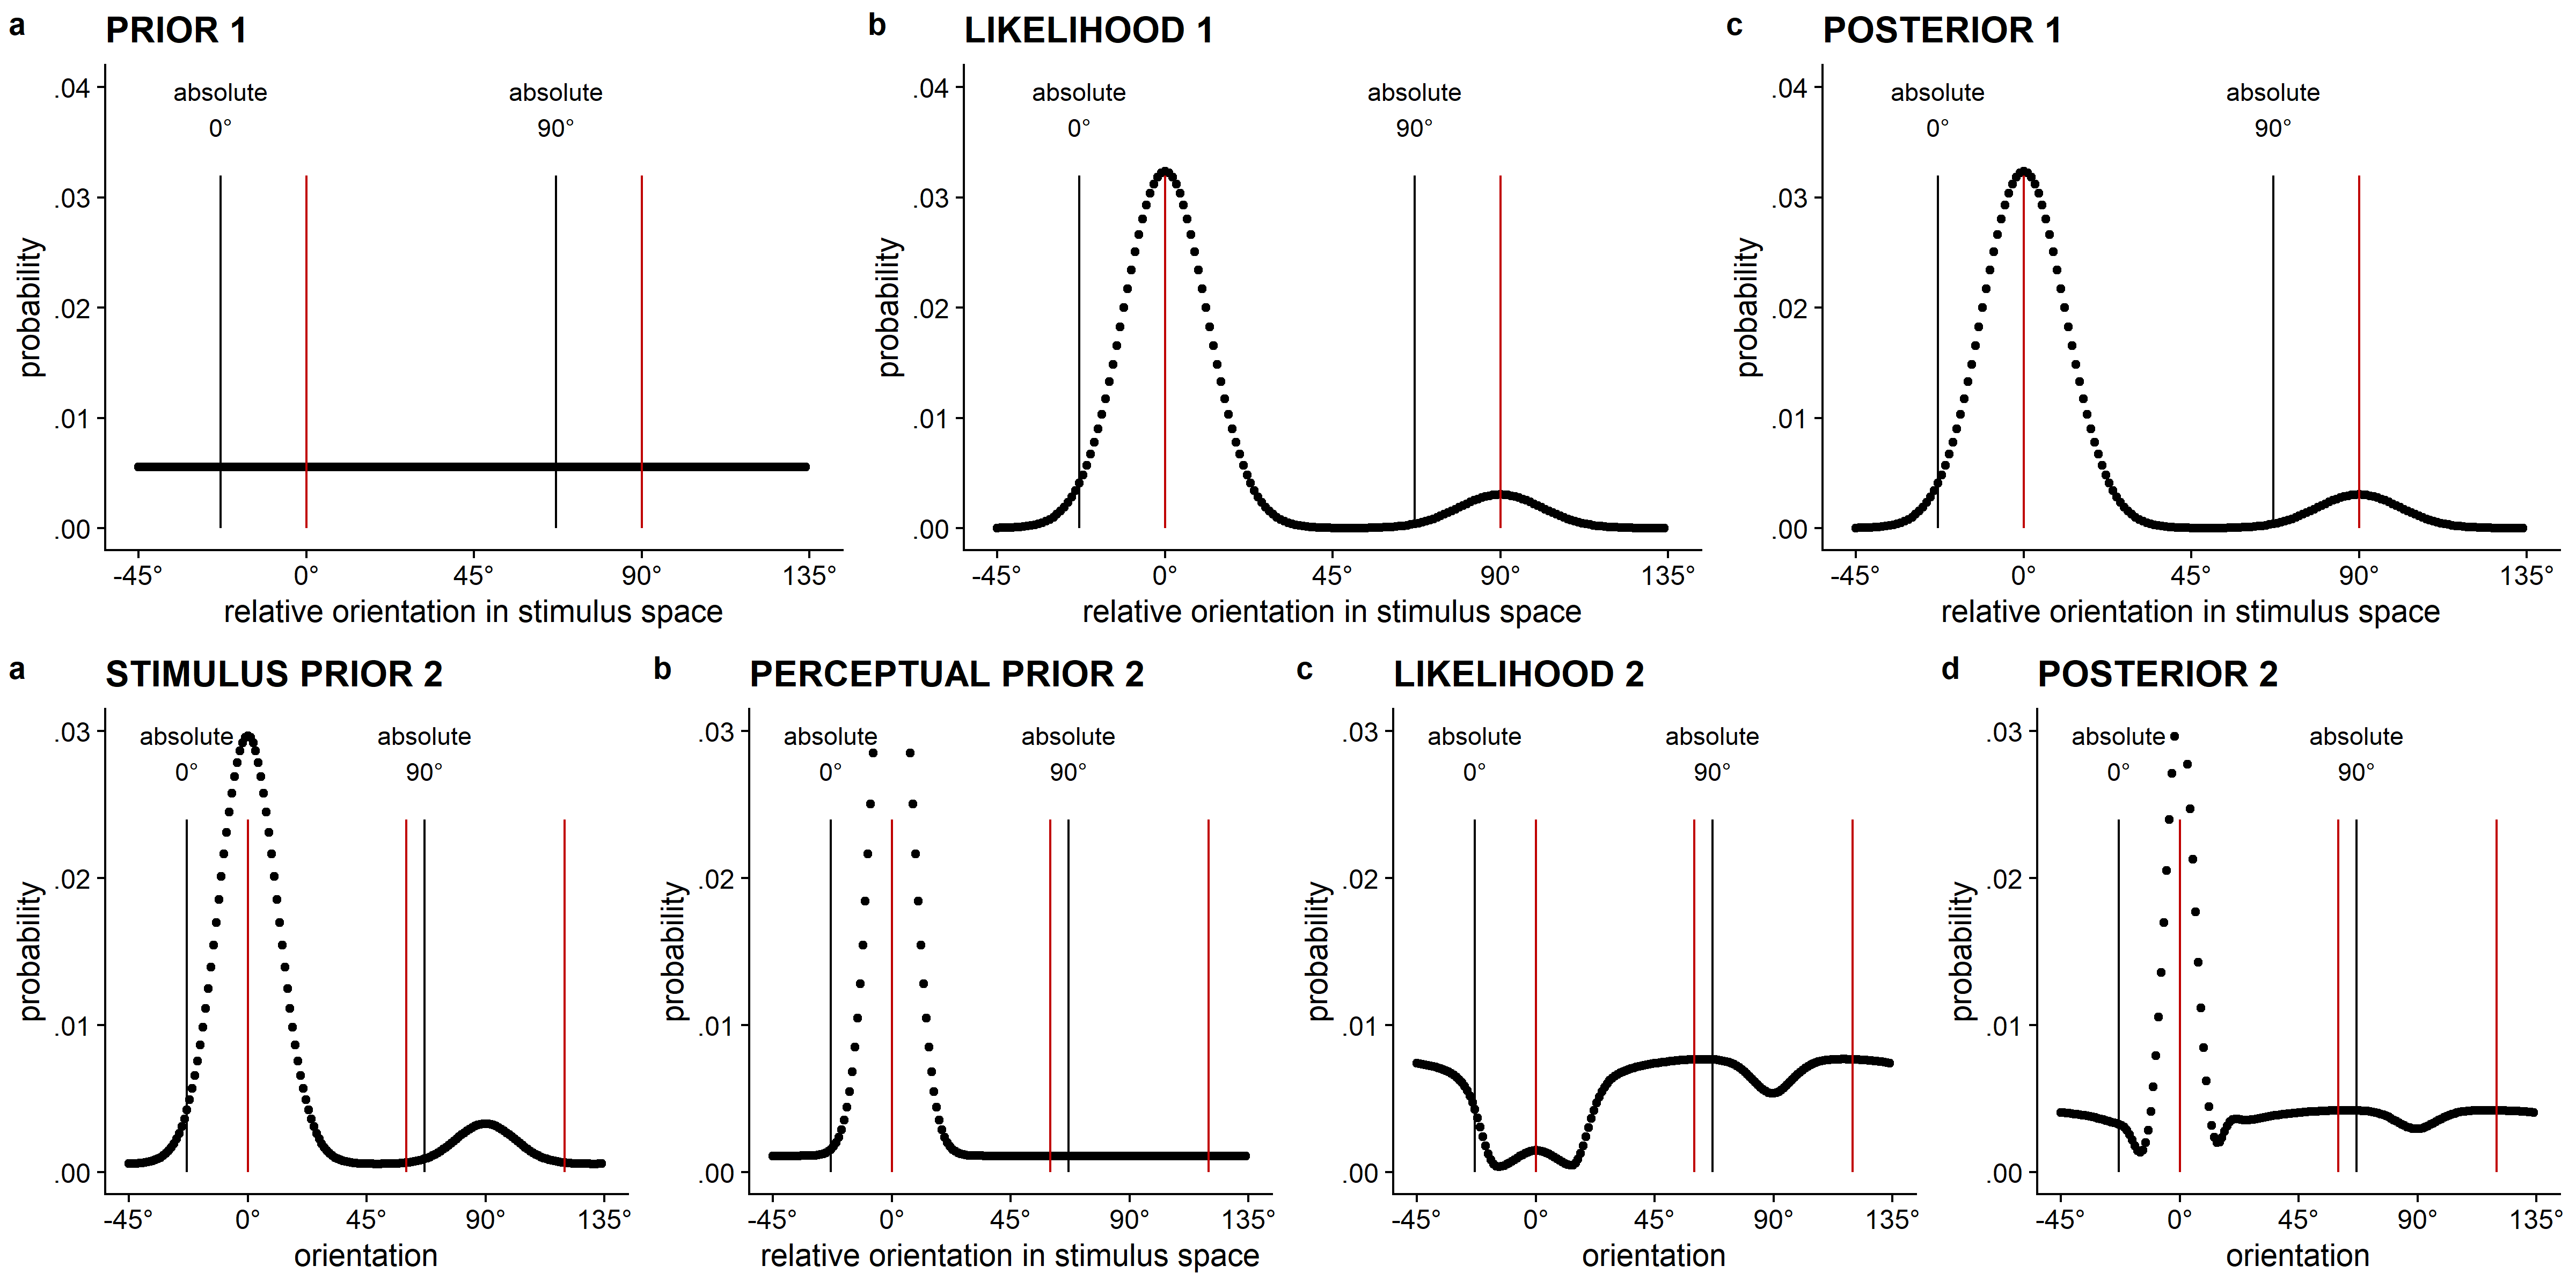 a PRIOR 1
.04
.03
.02
.01
.00
probability
absolute
0°
absolute
90°
-45° 0° 45° 90° 135°
relative orientation in stimulus space
b LIKELIHOOD 1
.04
.03
.02
.01
.00
probability
absolute
0°
absolute
90°
-45° 0° 45° 90° 135°
relative orientation in stimulus space
c POSTERIOR 1
.04
.03
.02
.01
.00
probability
absolute
0°
absolute
90°
-45° 0° 45° 90° 135°
relative orientation in stimulus space
a STIMULUS PRIOR 2
.03
.02
.01
.00
probability
absolute
0°
absolute
90°
-45° 0° 45° 90° 135°
orientation
b PERCEPTUAL PRIOR 2
.03
.02
.01
.00
probability
absolute
0°
absolute
90°
-45° 0° 45° 90° 135°
relative orientation in stimulus space
c LIKELIHOOD 2
.03
.02
.01
.00
probability
absolute
0°
absolute
90°
-45° 0° 45° 90° 135°
orientation
d POSTERIOR 2
.03
.02
.01
.00
probability
absolute
0°
absolute
90°
-45° 0° 45° 90° 135°
orientation